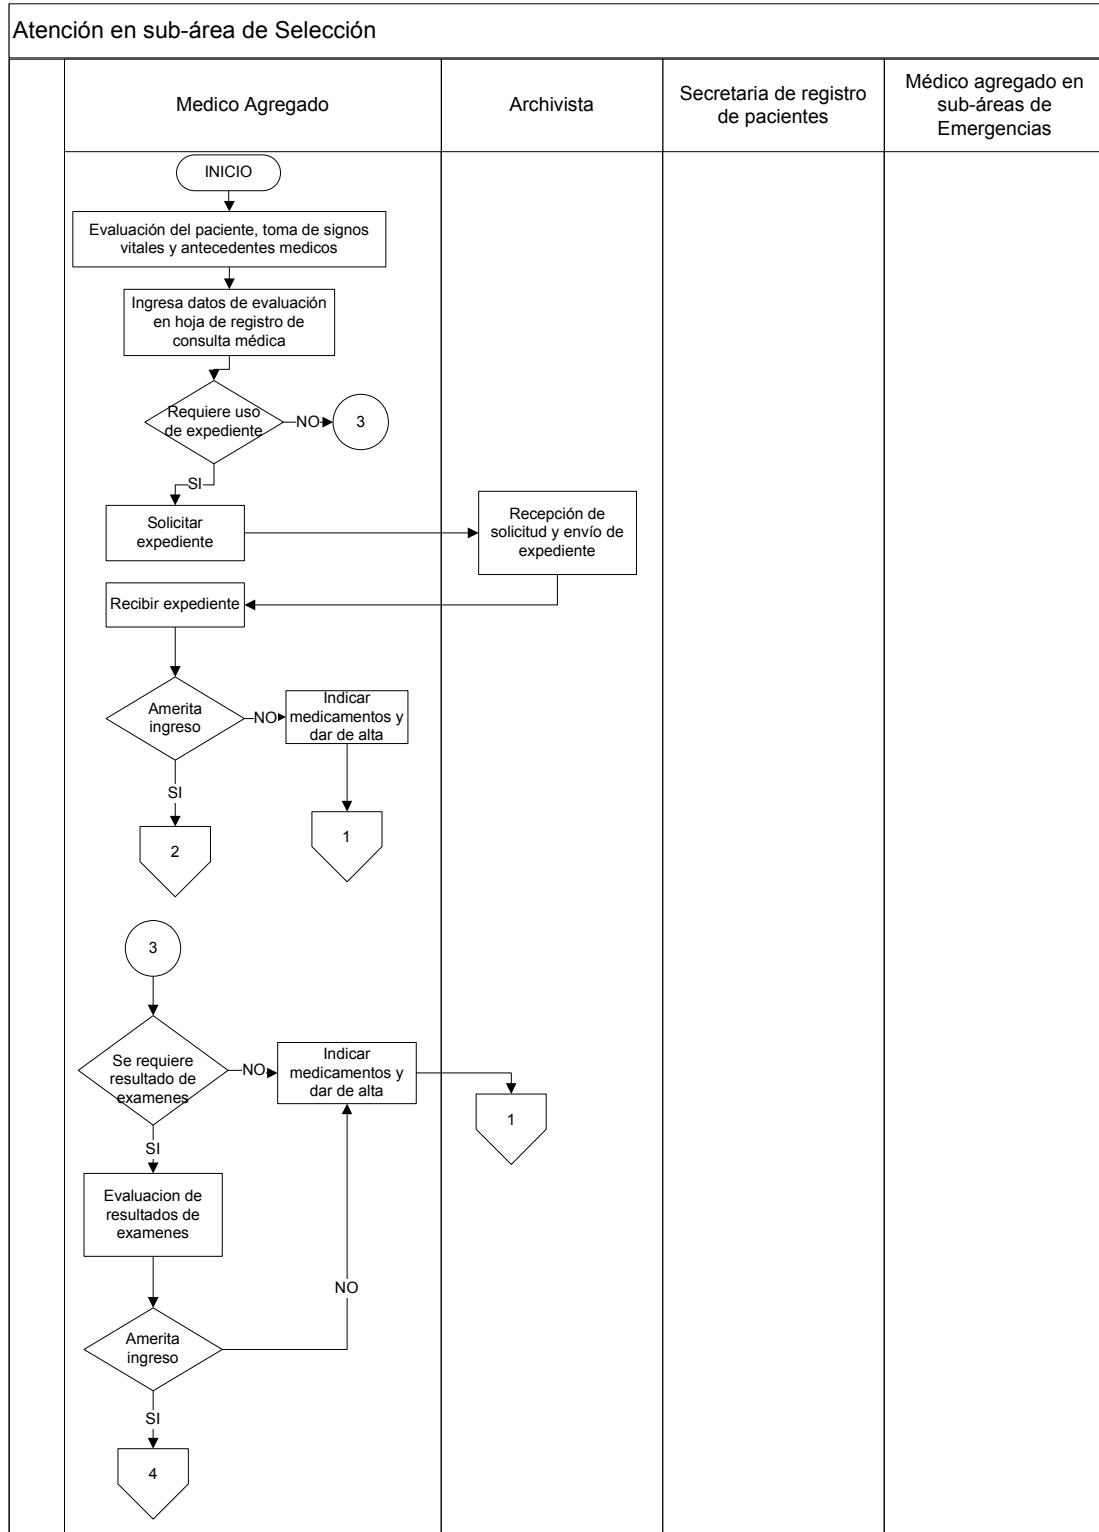 Atención en sub-área de Selección
Medico Agregado
Archivista
Secretaria de registro
de pacientes
Médico agregado en
sub-áreas de
Emergencias
INICIO
Evaluación del paciente, toma de signos
vitales y antecedentes medicos
Ingresa datos de evaluación
en hoja de registro de
consulta médica
Requiere uso
de expediente
NO
3
SI
Solicitar
expediente
Recepción de
solicitud y envío de
expediente
Recibir expediente
Amerita
ingreso
NO
Indicar
medicamentos y
dar de alta
SI
2
1
3
Se requiere
resultado de
examenes
NO
Indicar
medicamentos y
dar de alta
1
SI
Evaluacion de
resultados de
examenes
NO
Amerita
ingreso
SI
4